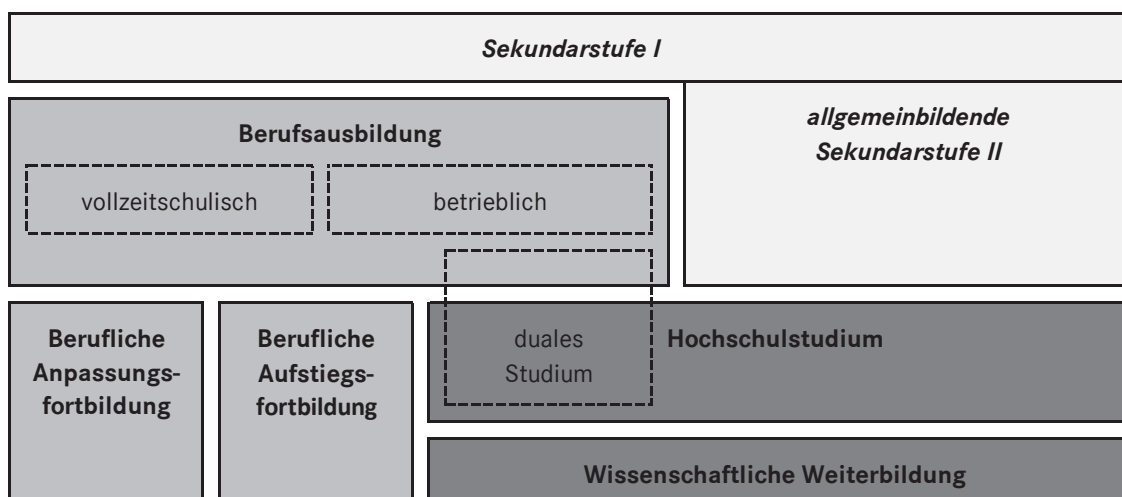 Sekundarstufe I
Berufsausbildung
vollzeitschulisch
betrieblich
allgemeinbildende
Sekundarstufe II
Berufliche
Anpassungs-
fortbildung
Berufliche
Aufstiegs-
fortbildung
duales
Studium
Hochschulstudium
Wissenschaftliche Weiterbildung